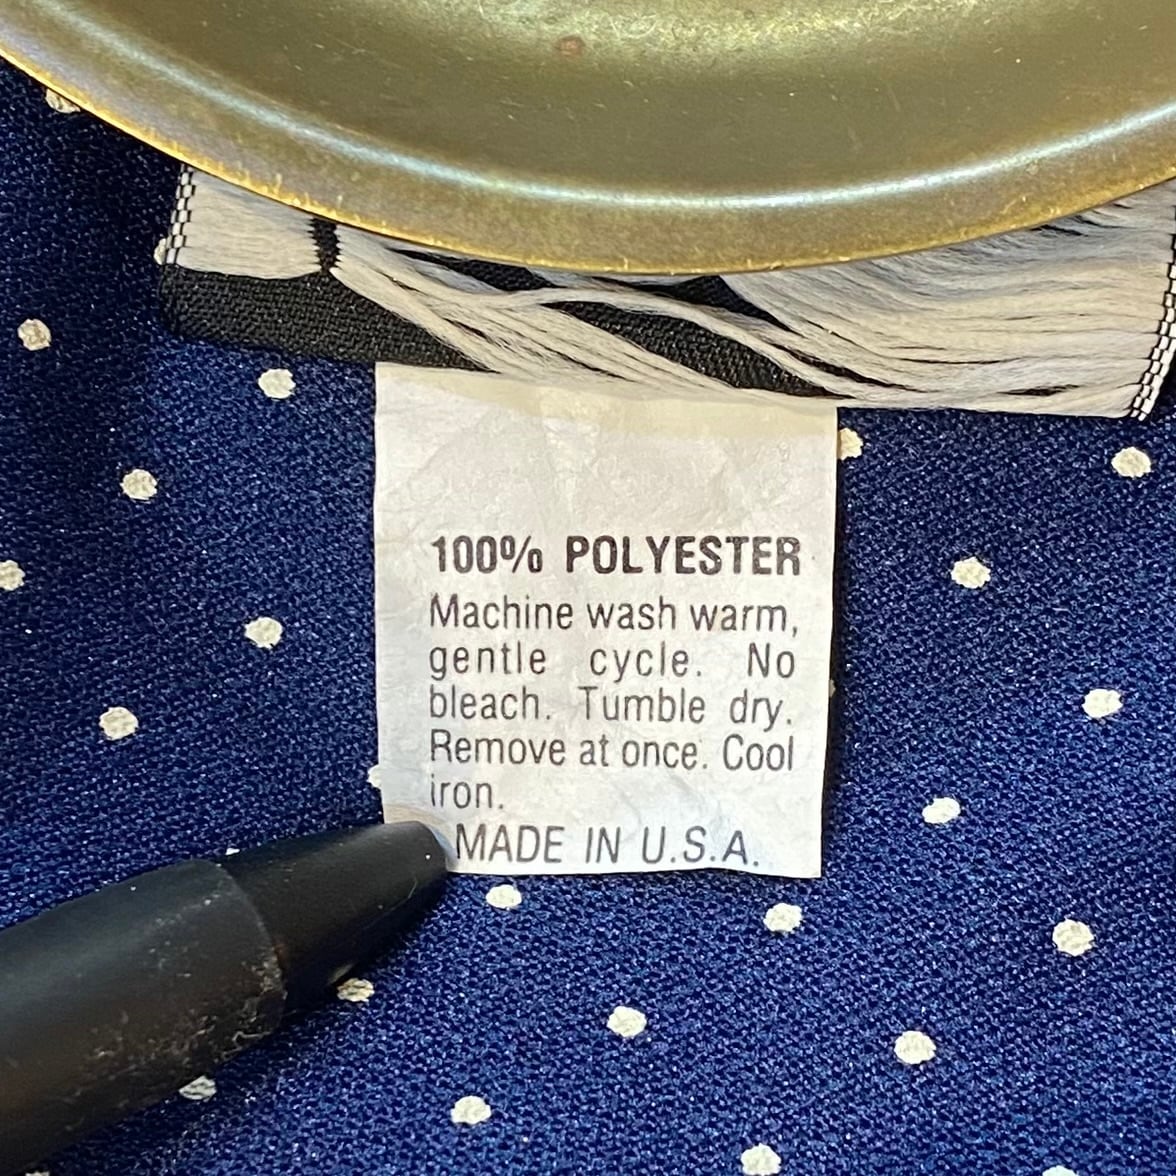 100% POLYESTER
Machine wash warm,
gentle cycle. No
bleach. Tumble dry.
Remove at once. Cool
iron.
MADE IN U.S.A.